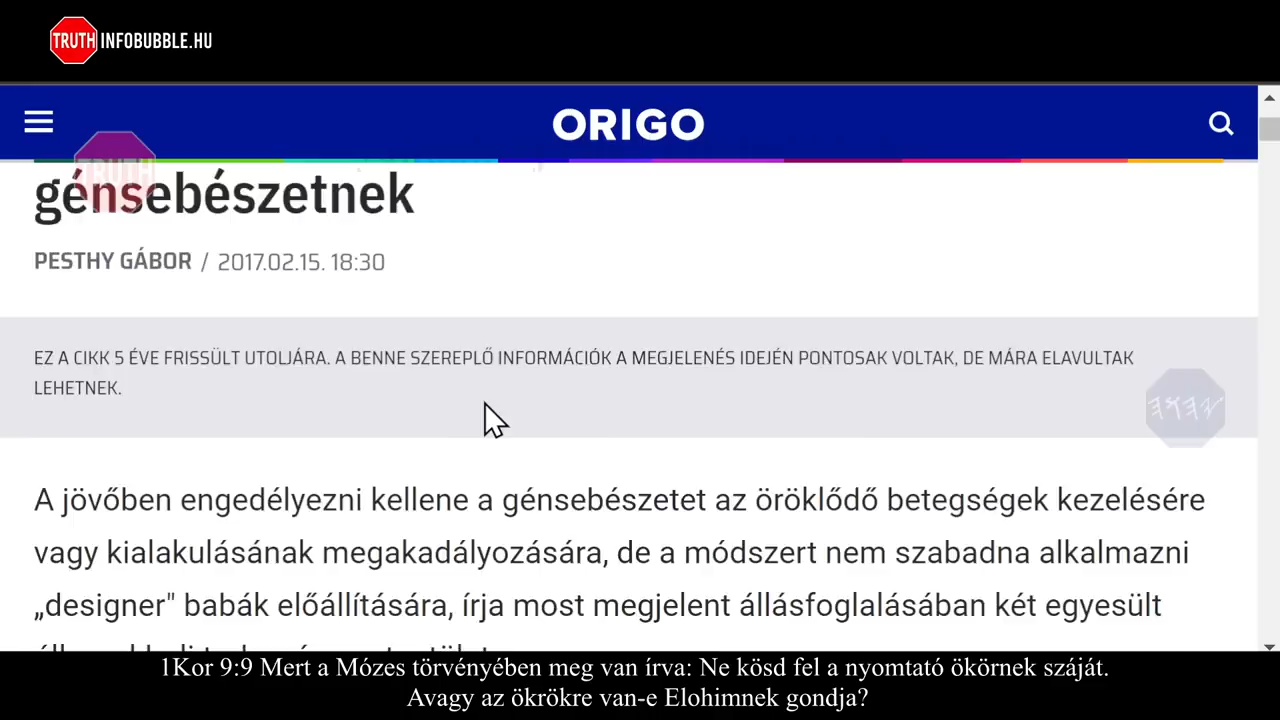 TRUTH INFOBUBBLE.HU
ORIGO
TRUTH
génsebészetnek
PESTHY GÁBOR / 2017.02.15. 18:30
EZ A CIKK 5 ÉVE FRISSÜLT UTOLJÁRA. A BENNE SZEREPLŐ INFORMÁCIÓK A MEGJELENÉS IDEJÉN PONTOSAK VOLTAK, DE MÁRA ELAVULTAK
LEHETNEK.
A jövőben engedélyezni kellene a génsebészetet az öröklődő betegségek kezelésére
vagy kialakulásának megakadályozására, de a módszert nem szabadna alkalmazni
„designer" babák előállítására, írja most megjelent állásfoglalásában két egyesült
1Kor 9:9 Mert a Mózes törvényében meg van írva: Ne kösd fel a nyomtató ökörnek száját.
Avagy az ökrökre van-e Elohimnek gondja?